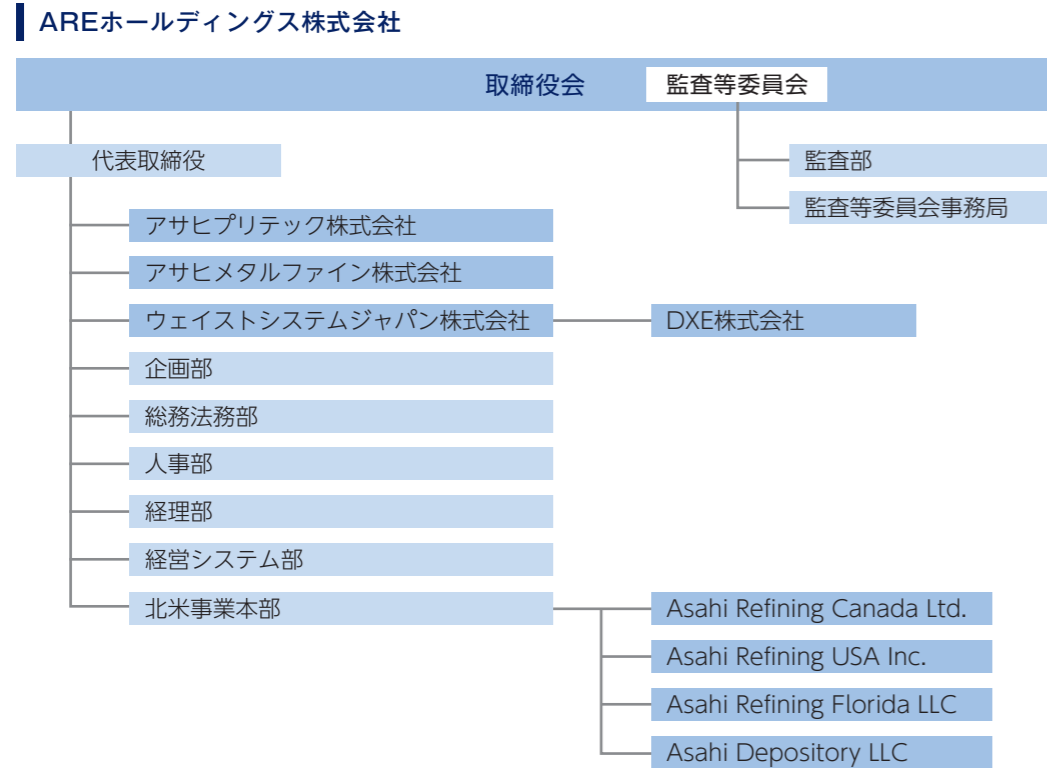 AREホールディングス株式会社
取締役会
監査等委員会
代表取締役
監査部
監査等委員会事務局
アサヒプリテック株式会社
アサヒメタルファイン株式会社
ウェイストシステムジャパン株式会社
DXE株式会社
企画部
総務法務部
人事部
経理部
経営システム部
北米事業本部
Asahi Refining Canada Ltd.
Asahi Refining USA Inc.
Asahi Refining Florida LLC
Asahi Depository LLC